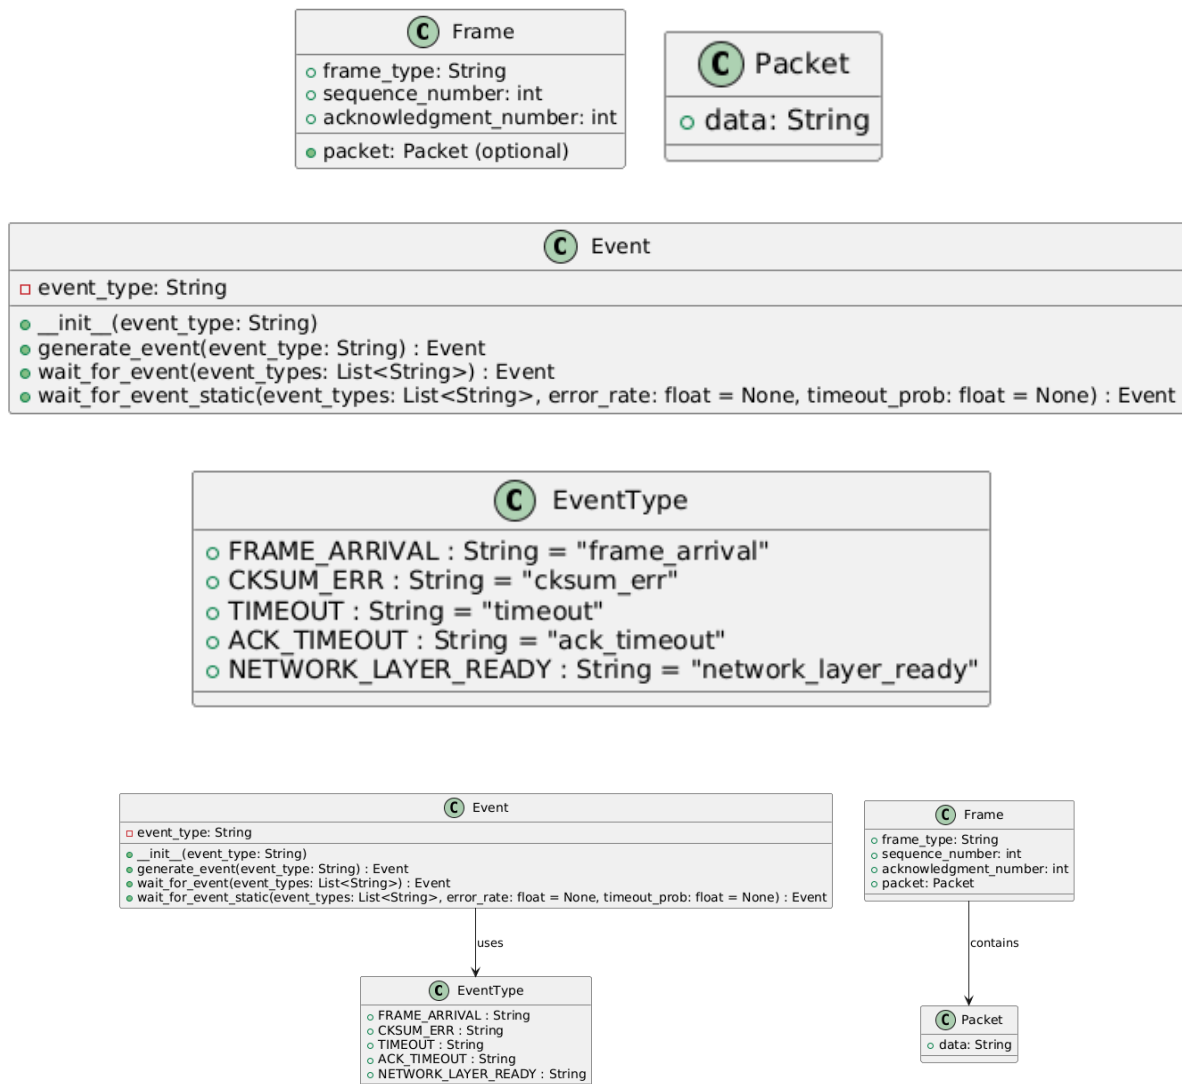 C Frame
frame_type: String
sequence_number: int
acknowledgment_number: int
packet: Packet (optional)
C Packet
data: String
C Event
event_type: String
__init__(event_type: String)
generate_event(event_type: String) : Event
wait_for_event(event_types: List<String>) : Event
wait_for_event_static(event_types: List<String>, error_rate: float = None, timeout_prob: float = None) : Event
C EventType
FRAME_ARRIVAL : String = "frame_arrival"
CKSUM_ERR : String = "cksum_err"
TIMEOUT : String = "timeout"
ACK_TIMEOUT : String = "ack_timeout"
NETWORK_LAYER_READY : String = "network_layer_ready"
C Event
event_type: String
__init__(event_type: String)
generate_event(event_type: String) : Event
wait_for_event(event_types: List<String>) : Event
wait_for_event_static(event_types: List<String>, error_rate: float = None, timeout_prob: float = None) : Event
uses
C EventType
FRAME_ARRIVAL : String
CKSUM_ERR : String
TIMEOUT : String
ACK_TIMEOUT : String
NETWORK_LAYER_READY : String
C Frame
frame_type: String
sequence_number: int
acknowledgment_number: int
packet: Packet
contains
C Packet
data: String